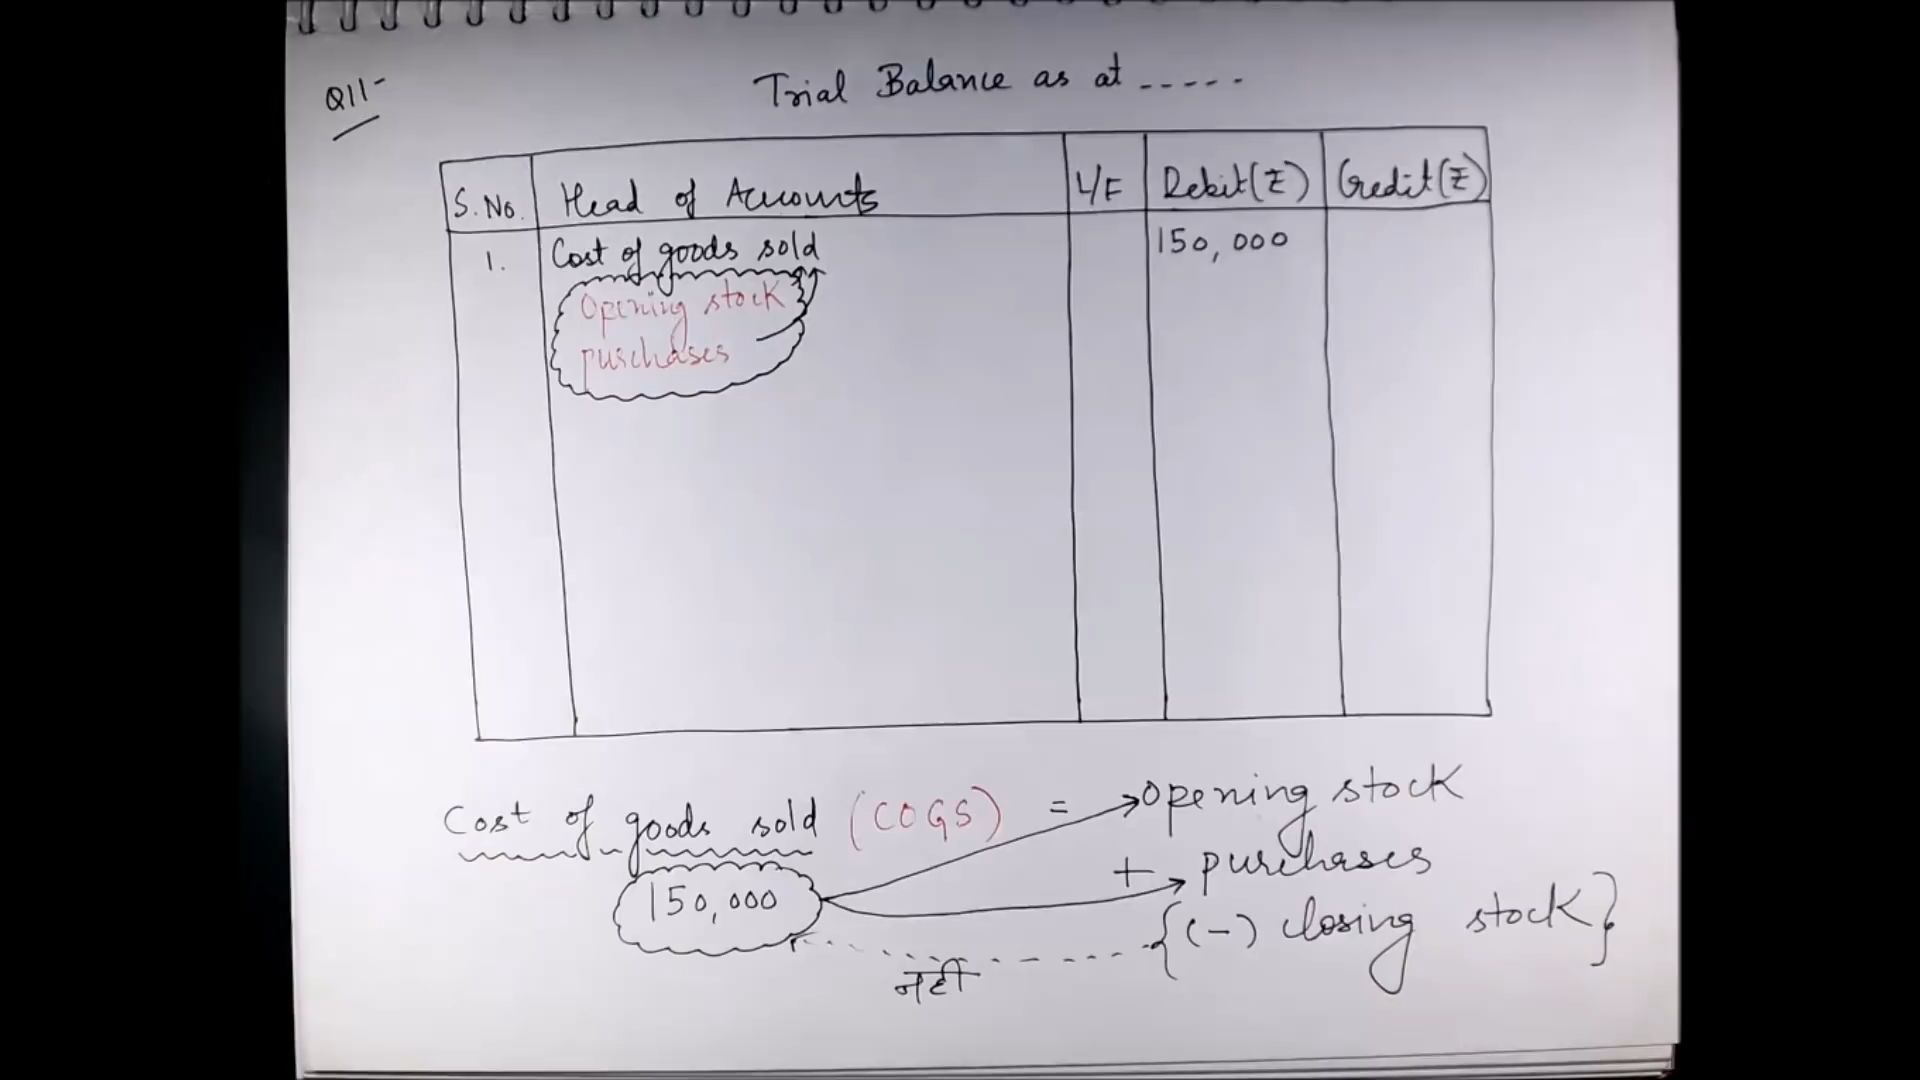 Q11-
Trial Balance as at -----
S. No. Head of Accounts L/F Debit(₹) Credit(₹)
1. Cost of goods sold 150,000
Opening stock
purchases
Cost of goods sold (COGS) = opening stock
+ purchases
150,000
{(-) closing stock}
नहीं